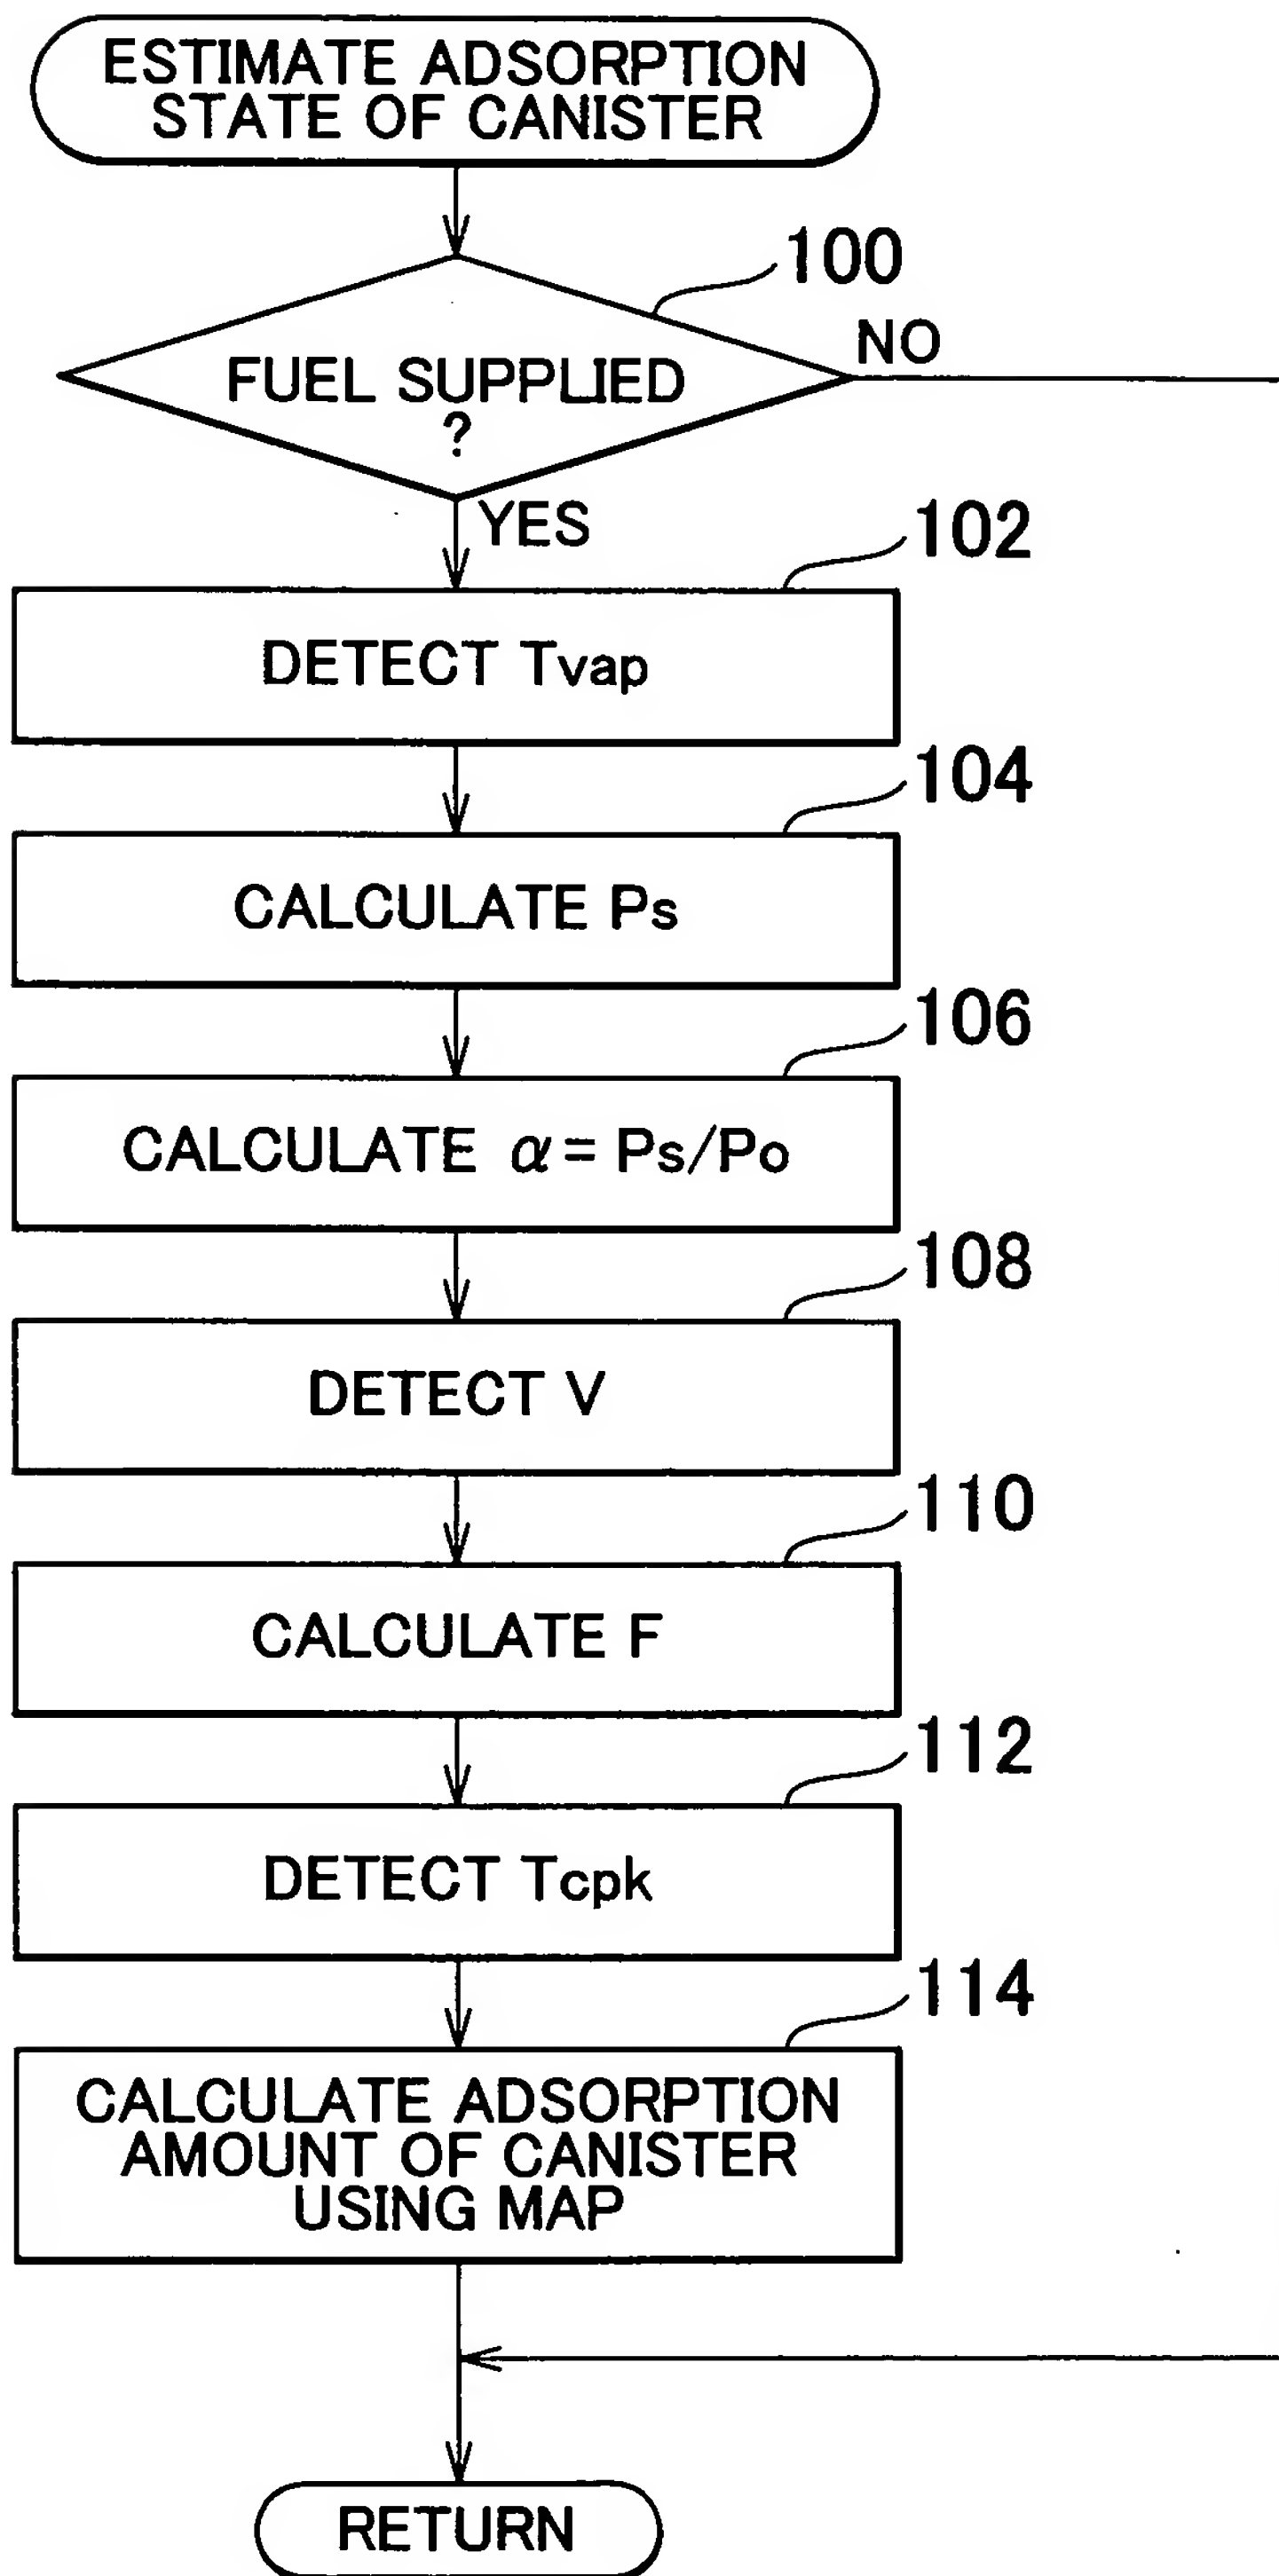 ESTIMATE ADSORPTION
STATE OF CANISTER
100
NO
FUEL SUPPLIED
?
YES
102
DETECT Tvap
104
CALCULATE Ps
106
CALCULATE α = Ps/Po
108
DETECT V
110
CALCULATE F
112
DETECT Tcpk
114
CALCULATE ADSORPTION
AMOUNT OF CANISTER
USING MAP
RETURN